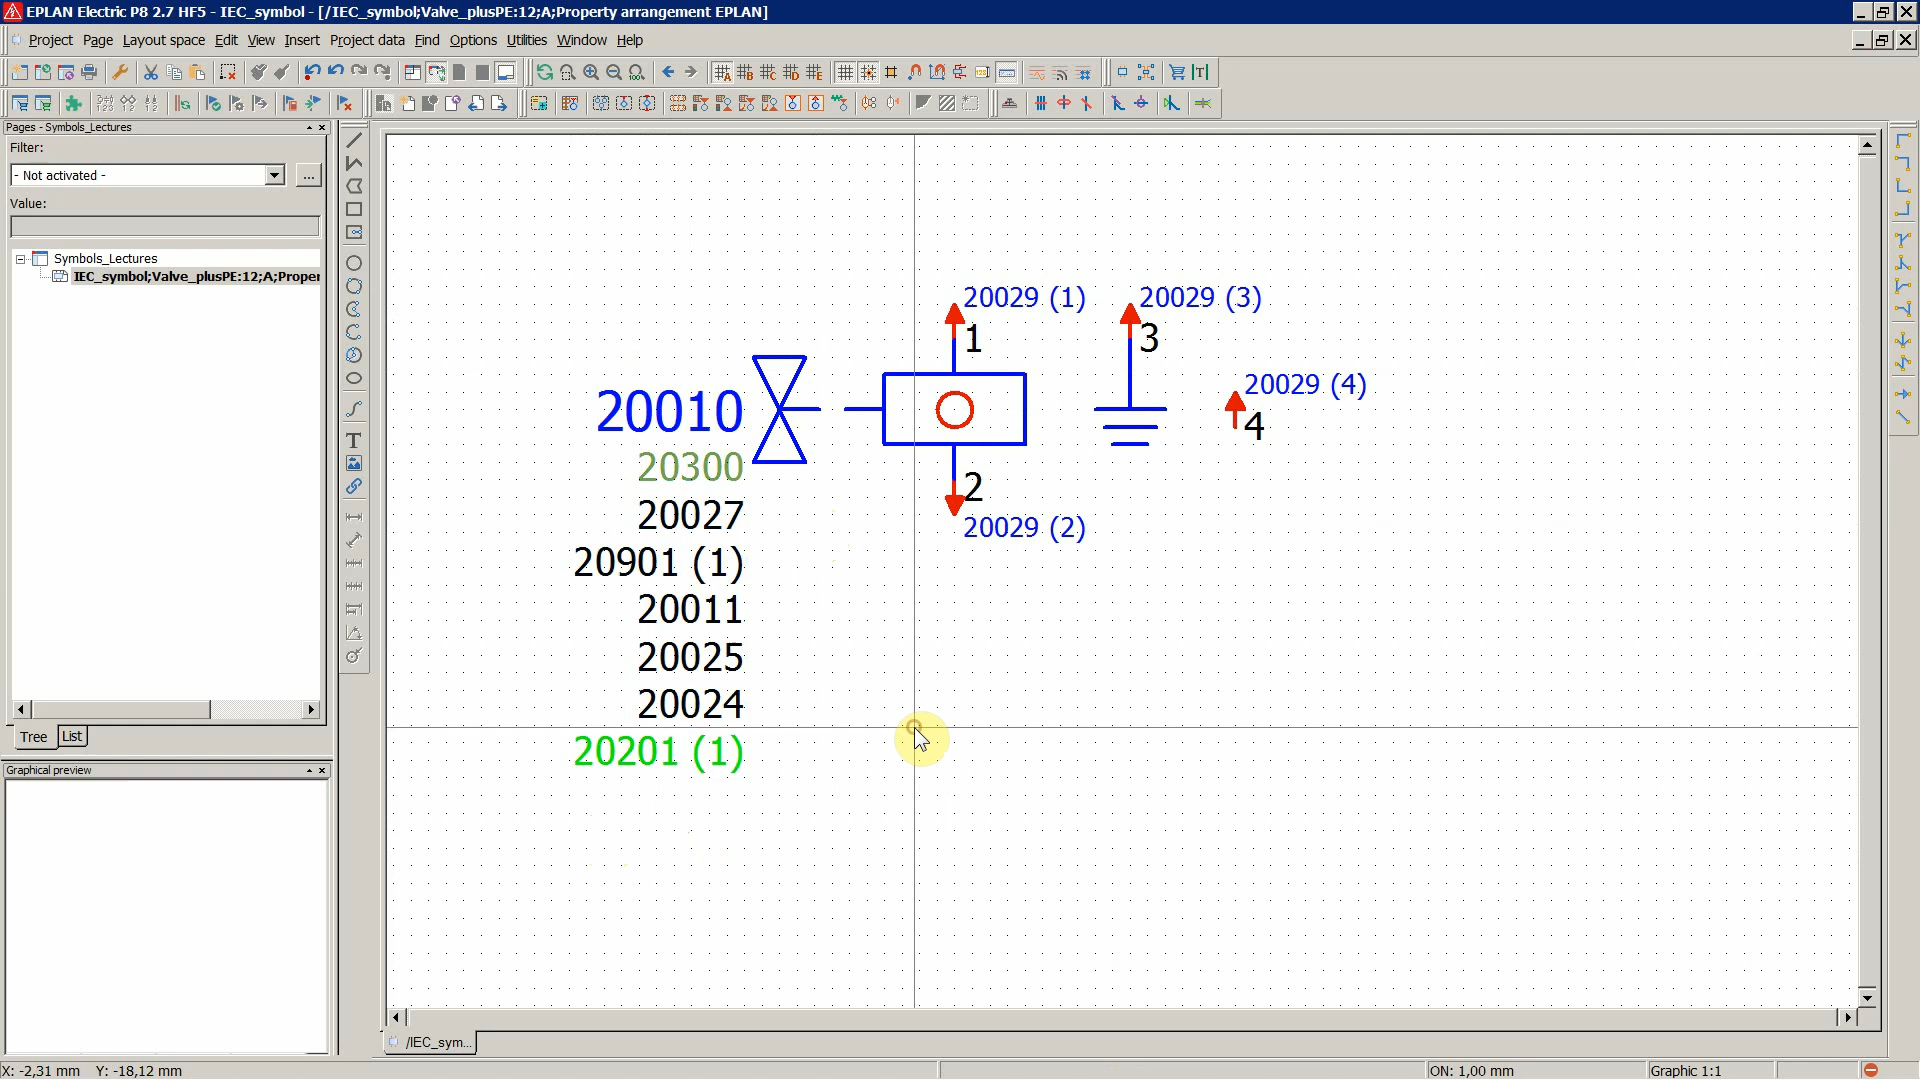 EPLAN Electric P8 2.7 HF5 - IEC_symbol - [/IEC_symbol;Valve_plusPE:12;A;Property arrangement EPLAN]
Project Page Layout space Edit View Insert Project data Find Options Utilities Window Help
Pages - Symbols_Lectures
Filter:
- Not activated -
...
Value:
Symbols_Lectures
IEC_symbol;Valve_plusPE:12;A;Proper
Tree List
Graphical preview
20029 (1)
1
20029 (3)
3
20029 (4)
4
20010
20300
2
20027
20029 (2)
20901 (1)
20011
20025
20024
20201 (1)
/IEC_sym...
X: -2,31 mm Y: -18,12 mm
ON: 1,00 mm
Graphic 1:1